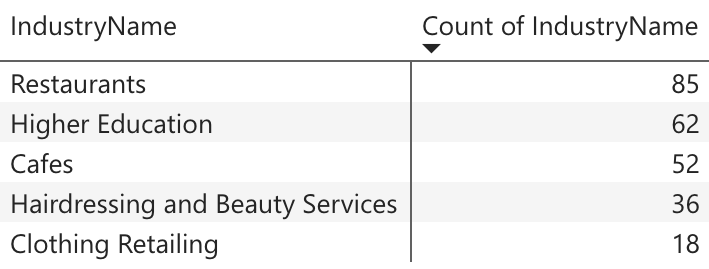 IndustryName Count of IndustryName
Restaurants 85
Higher Education 62
Cafes 52
Hairdressing and Beauty Services 36
Clothing Retailing 18